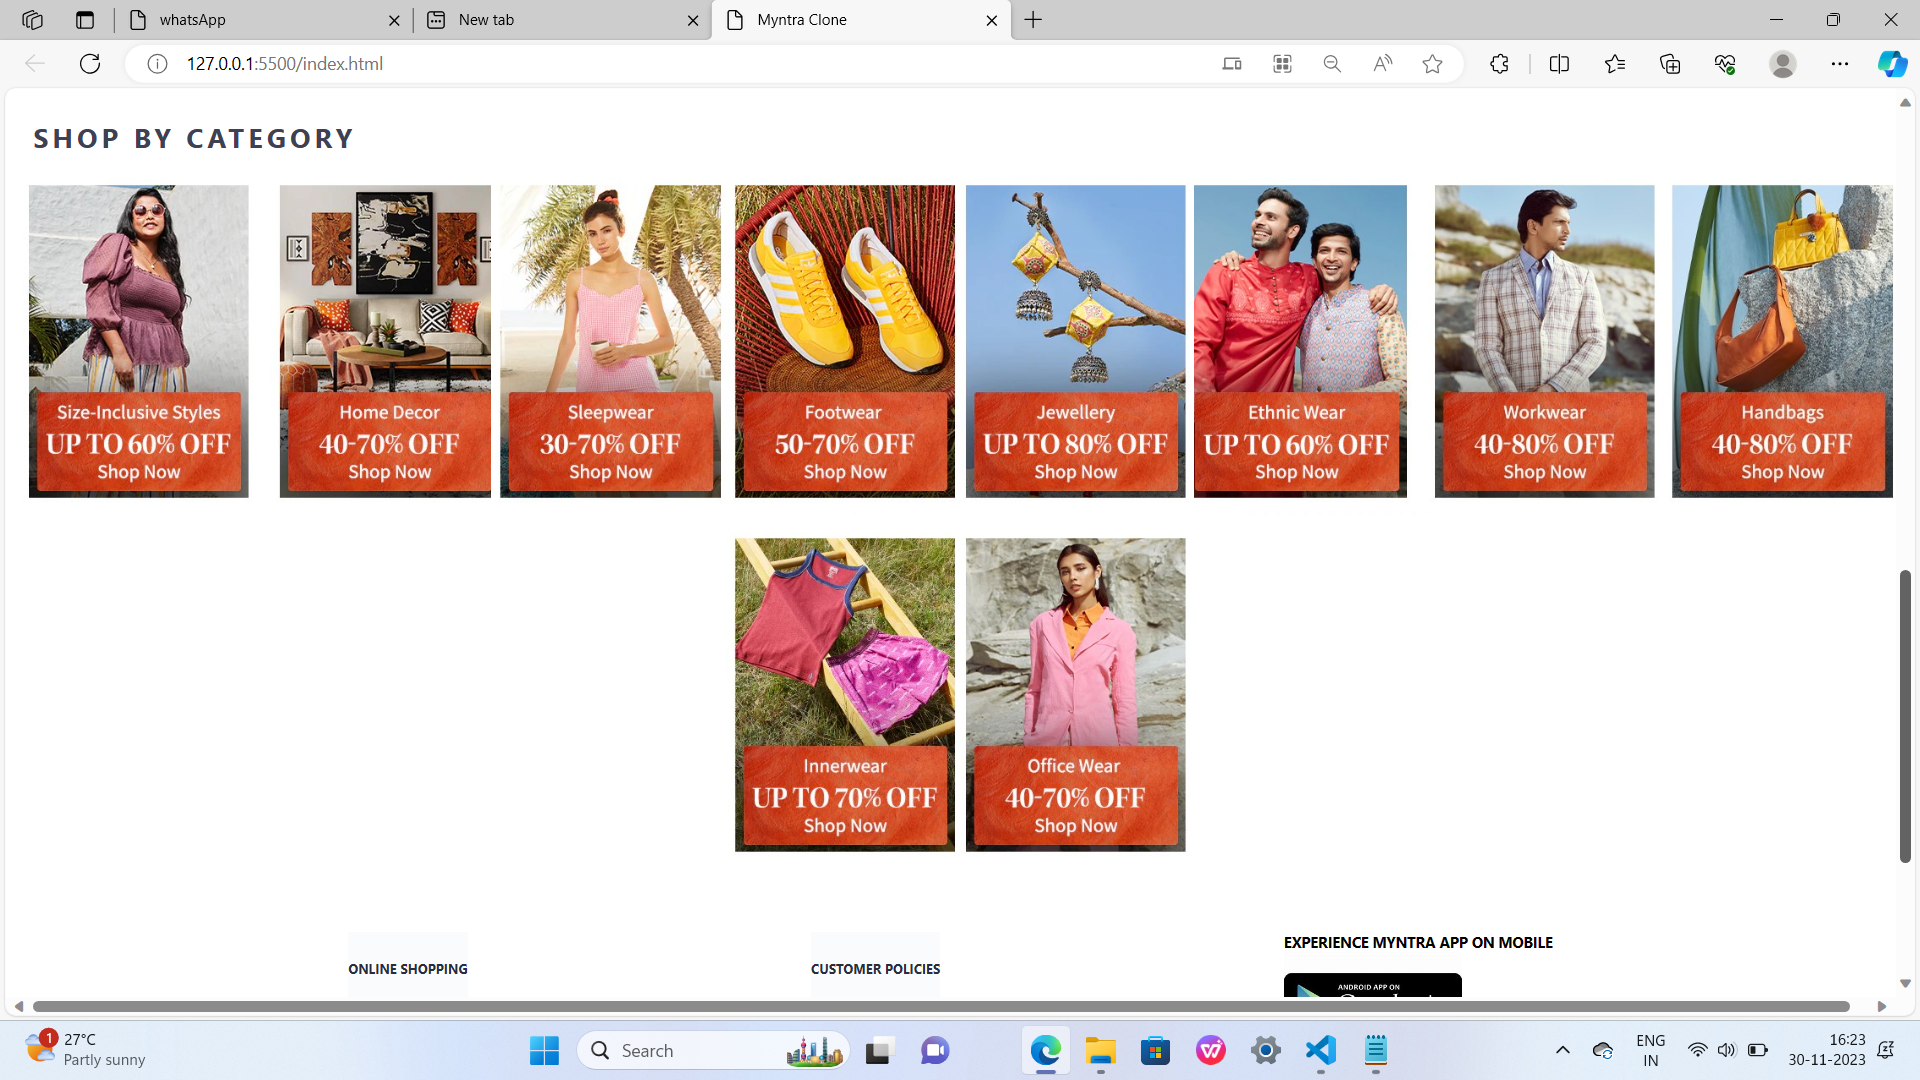 whatsApp
New tab
Myntra Clone
127.0.0.1:5500/index.html
SHOP BY CATEGORY
Size-Inclusive Styles
UP TO 60% OFF
Shop Now
Home Decor
40-70% OFF
Shop Now
Sleepwear
30-70% OFF
Shop Now
Footwear
50-70% OFF
Shop Now
Jewellery
UP TO 80% OFF
Shop Now
Ethnic Wear
UP TO 60% OFF
Shop Now
Workwear
40-80% OFF
Shop Now
Handbags
40-80% OFF
Shop Now
Innerwear
UP TO 70% OFF
Shop Now
Office Wear
40-70% OFF
Shop Now
ONLINE SHOPPING
CUSTOMER POLICIES
EXPERIENCE MYNTRA APP ON MOBILE
ANDROID APP ON
1
27°C
Partly sunny
Search
ENG
IN
16:23
30-11-2023